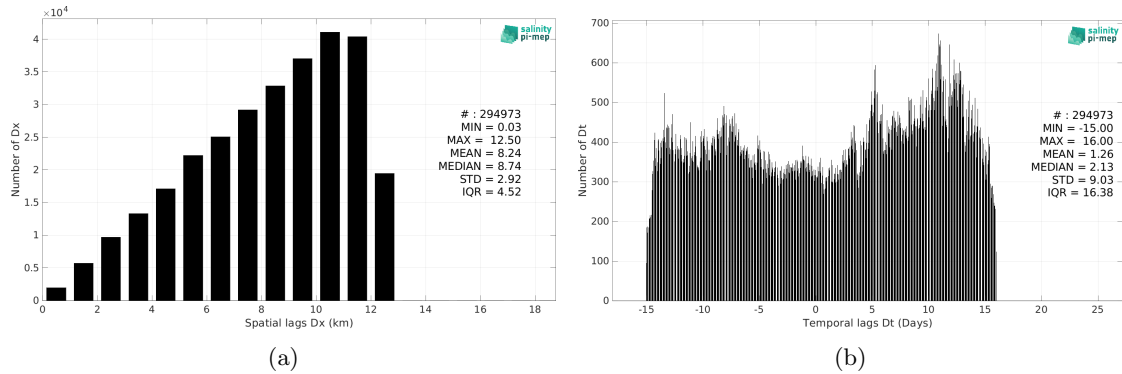 ×10⁴
salinity
pi-mep
4
3.5
3
2.5
2
1.5
1
0.5
0
Number of Dx
# : 294973
MIN = 0.03
MAX = 12.50
MEAN = 8.24
MEDIAN = 8.74
STD = 2.92
IQR = 4.52
0 2 4 6 8 10 12 14 16 18
Spatial lags Dx (km)
(a)
salinity
pi-mep
700
600
500
400
300
200
100
0
Number of Dt
# : 294973
MIN = -15.00
MAX = 16.00
MEAN = 1.26
MEDIAN = 2.13
STD = 9.03
IQR = 16.38
-15 -10 -5 0 5 10 15 20 25
Temporal lags Dt (Days)
(b)